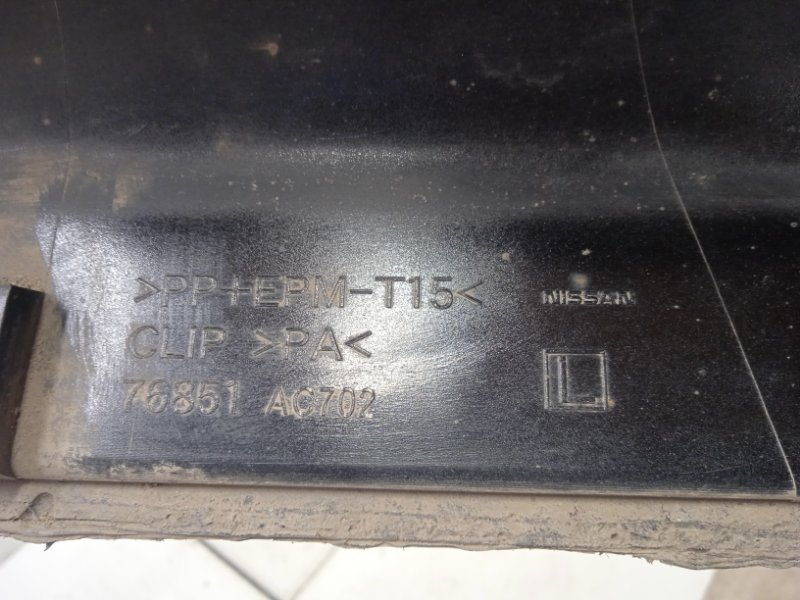 >PP+EPM-T15<
NISSAN
CLIP >PA<
L
76851 AC702